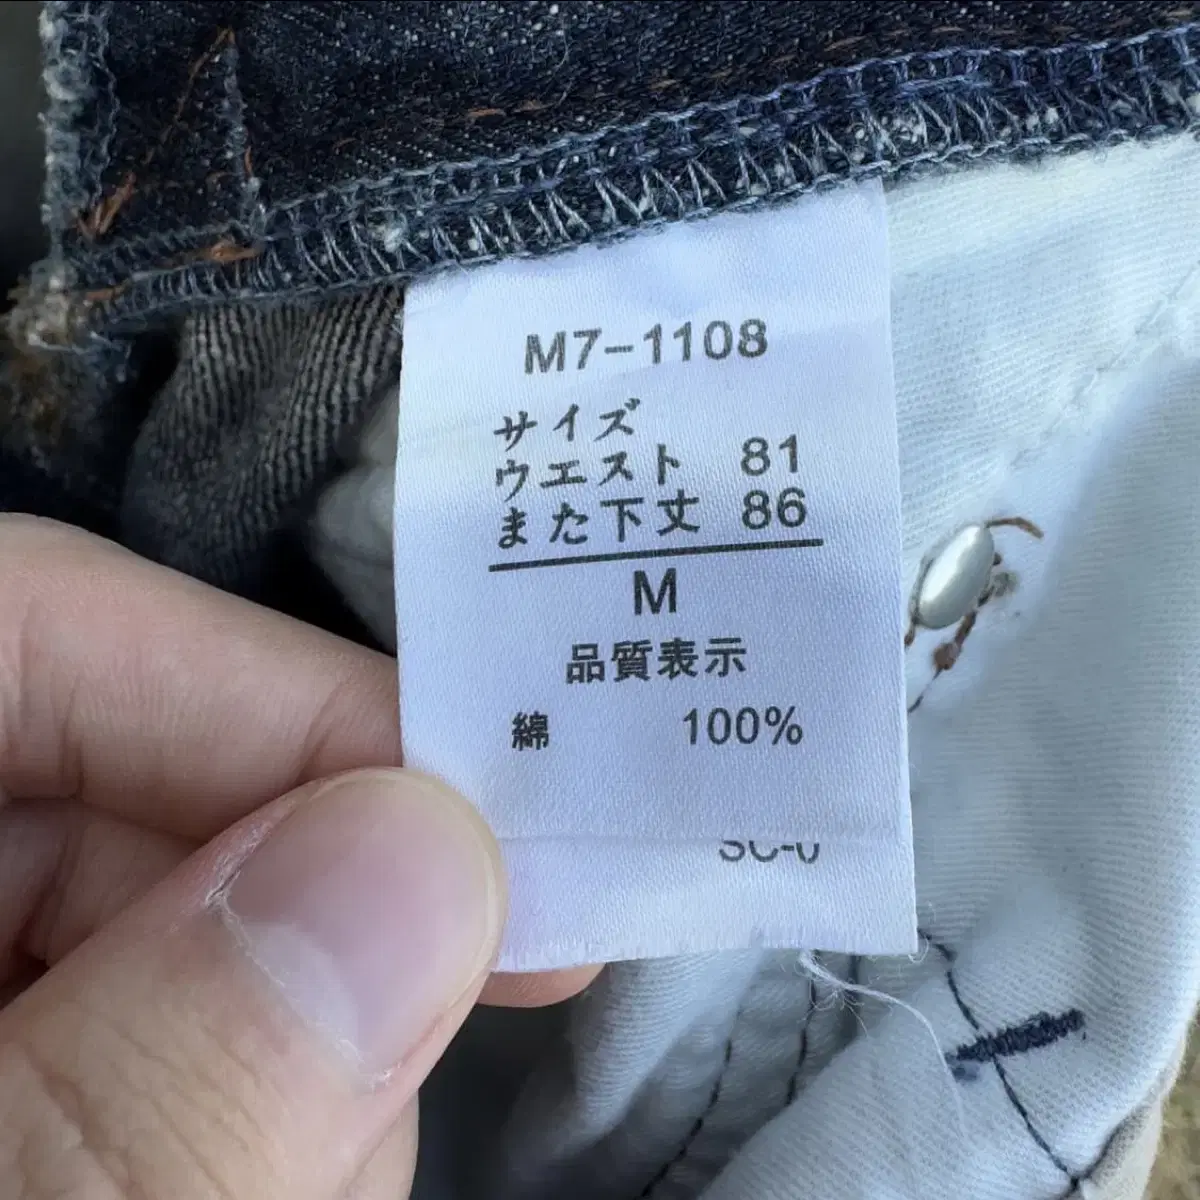 M7-1108
サイズ
ウエスト 81
また下丈 86
M
品質表示
綿 100%